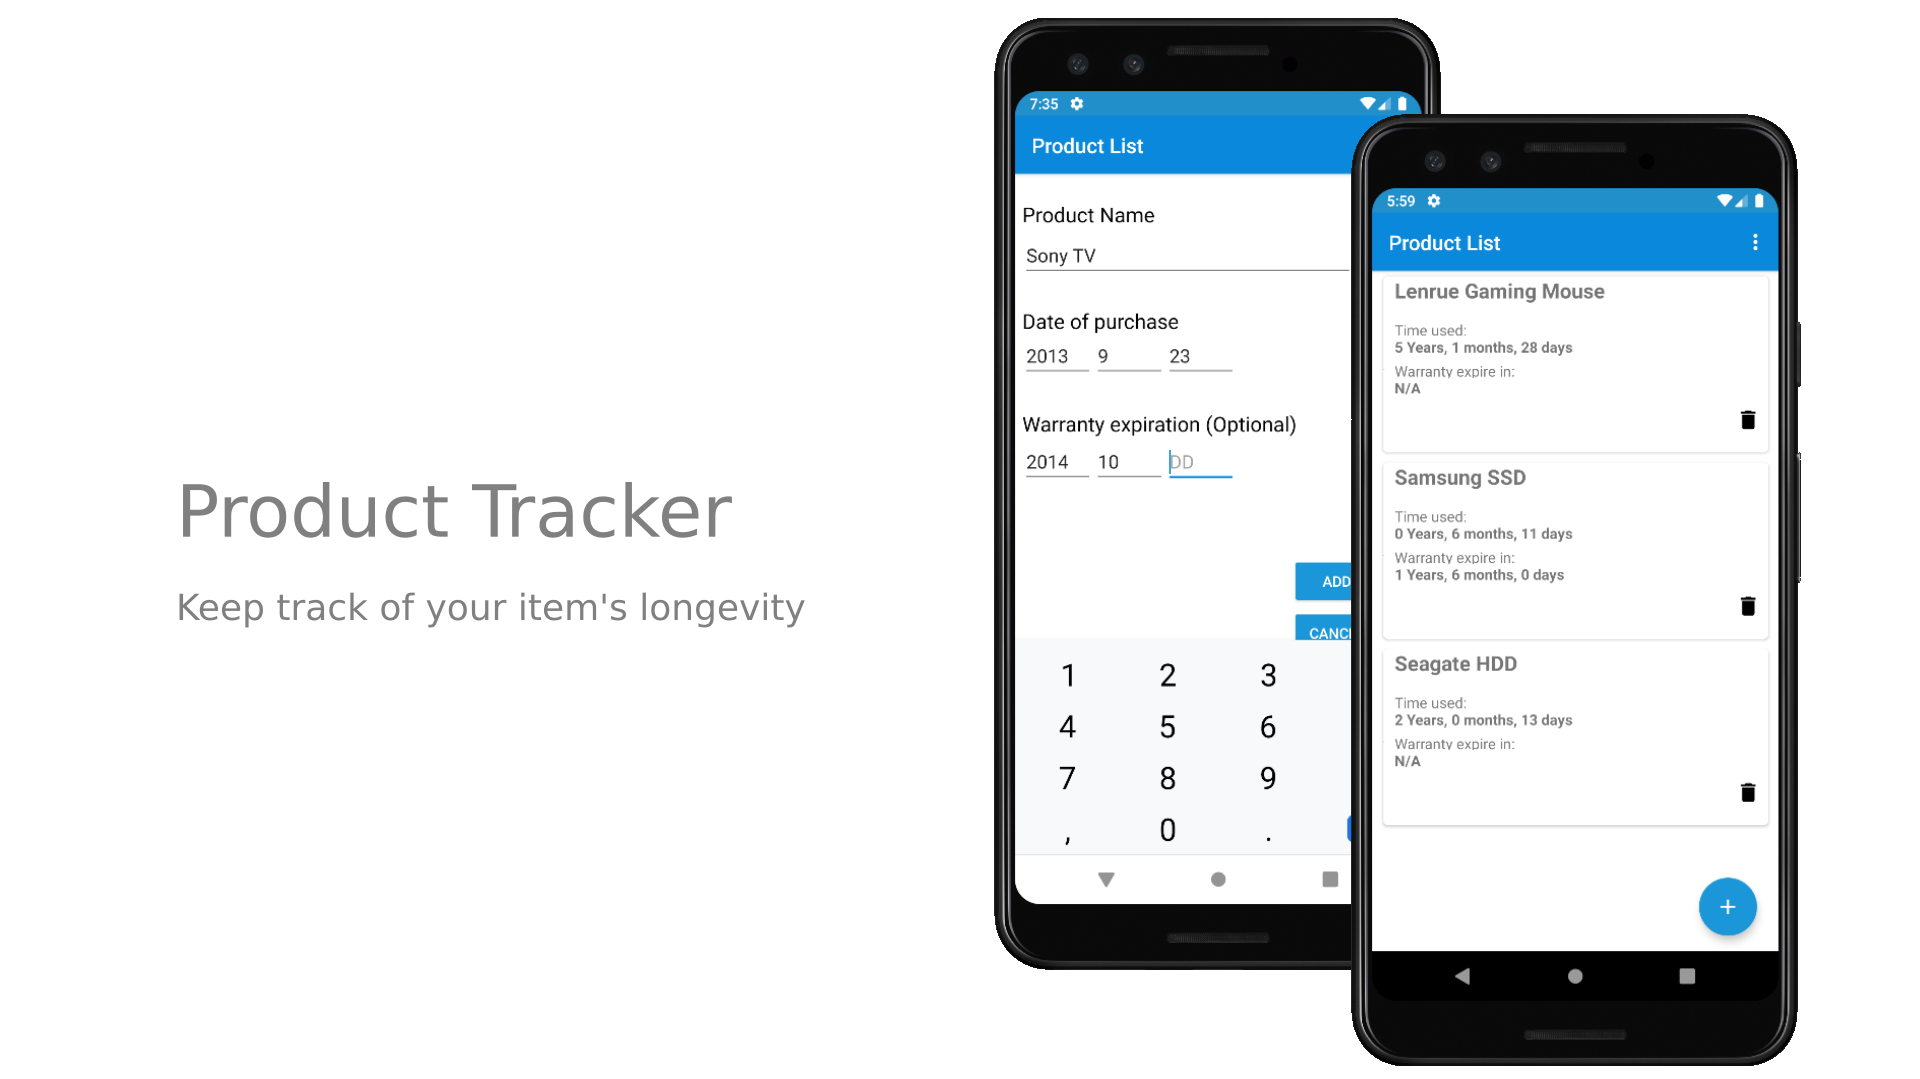 Product Tracker
Keep track of your item's longevity
7:35
Product List
Product Name
Sony TV
Date of purchase
2013 9 23
Warranty expiration (Optional)
2014 10 DD
ADD
CANC
1 2 3
4 5 6
7 8 9
, 0 .
5:59
Product List
Lenrue Gaming Mouse
Time used:
5 Years, 1 months, 28 days
Warranty expire in:
N/A
Samsung SSD
Time used:
0 Years, 6 months, 11 days
Warranty expire in:
1 Years, 6 months, 0 days
Seagate HDD
Time used:
2 Years, 0 months, 13 days
Warranty expire in:
N/A
+